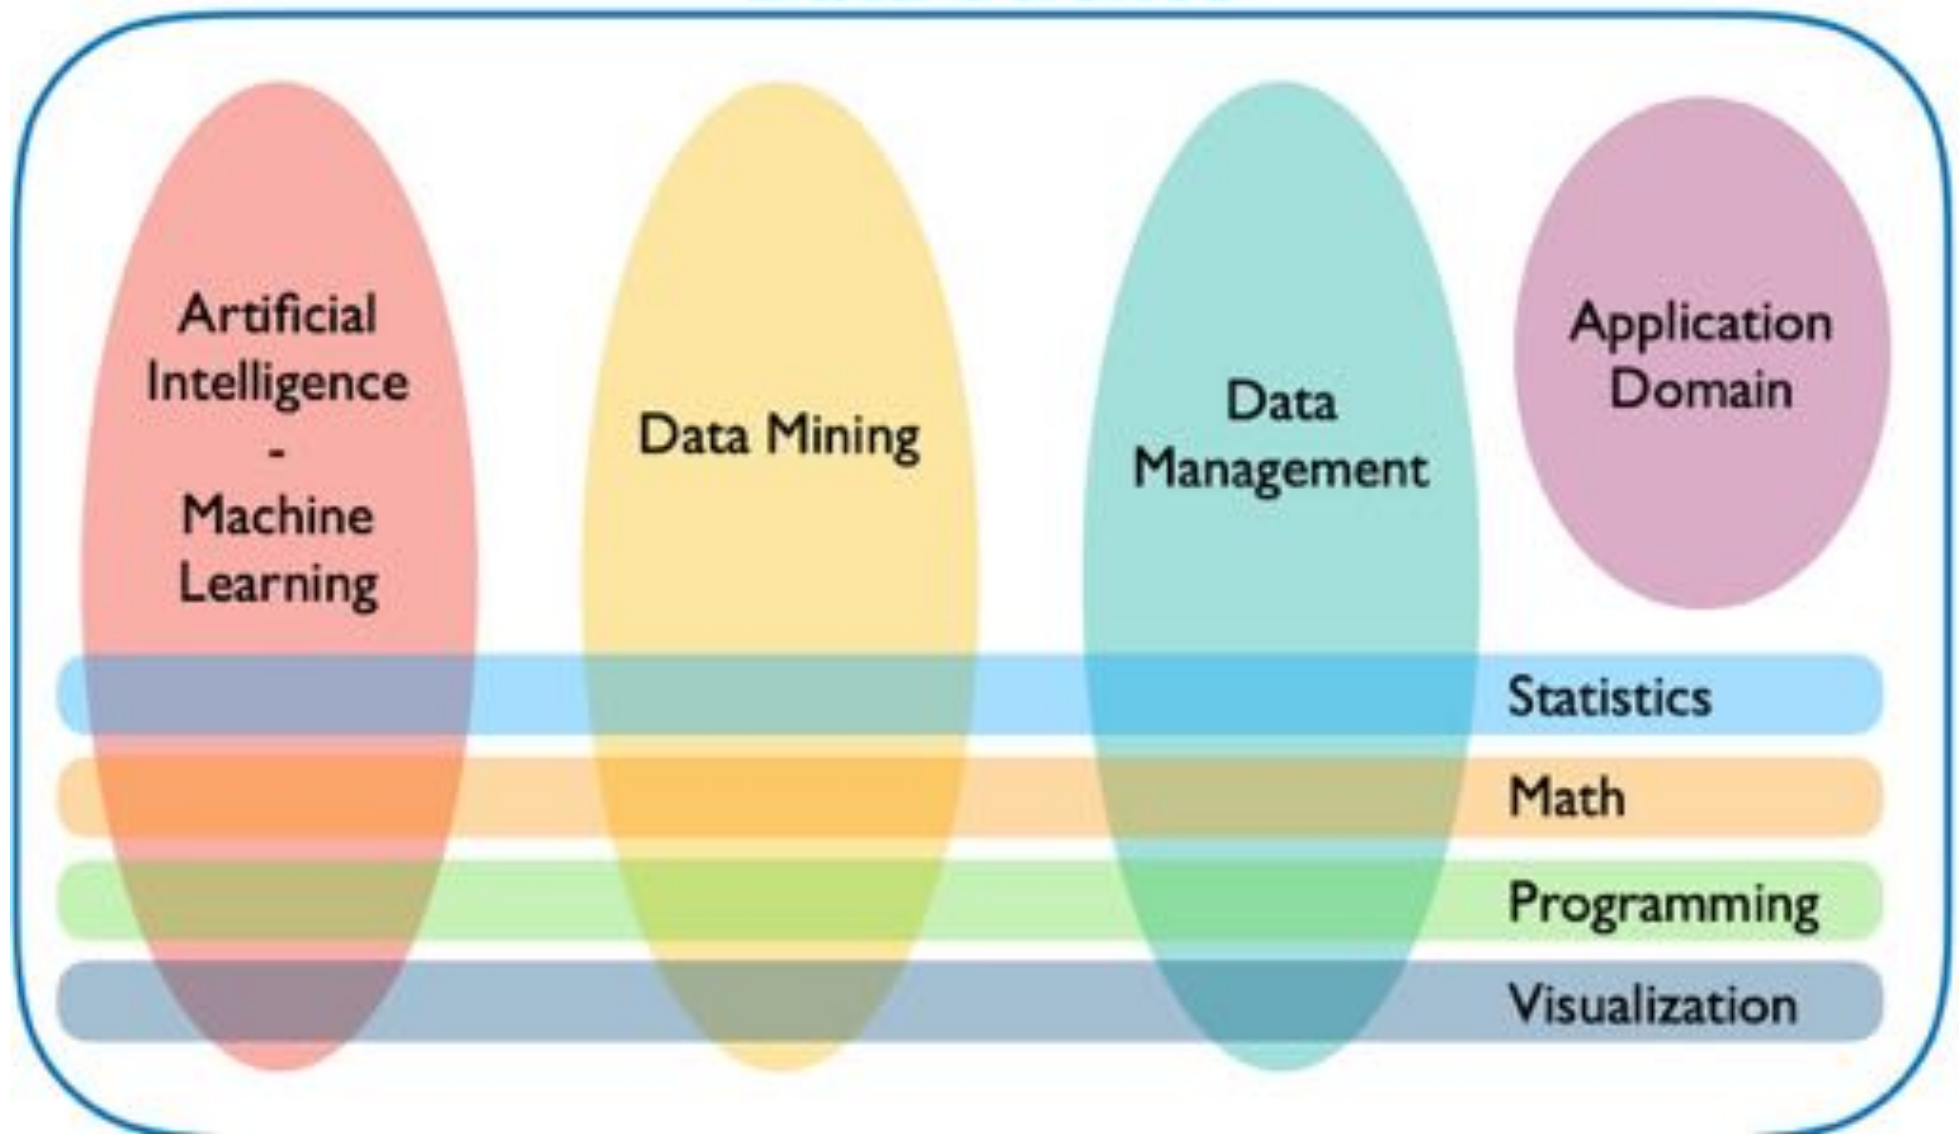 Artificial
Intelligence
-
Machine
Learning
Data Mining
Data
Management
Application
Domain
Statistics
Math
Programming
Visualization